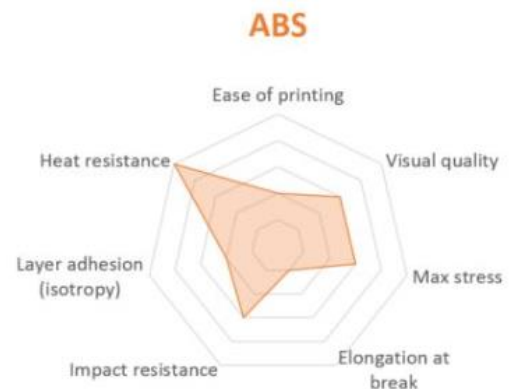 ABS
Ease of printing
Heat resistance
Visual quality
Layer adhesion
(isotropy)
Max stress
Impact resistance
Elongation at
break